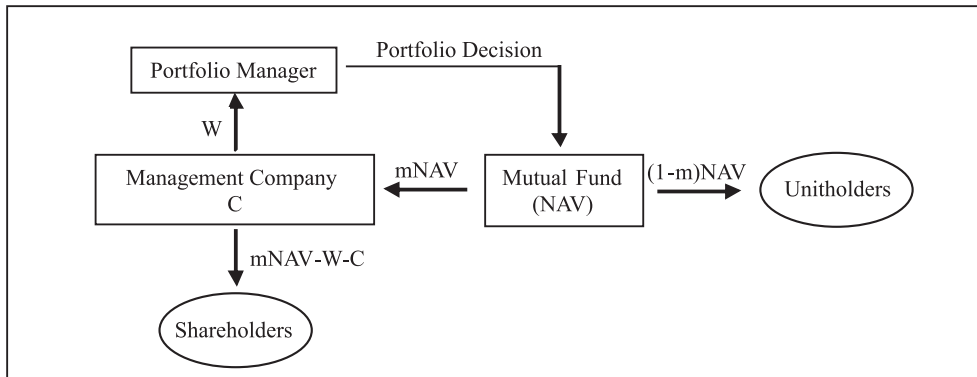 Portfolio Decision
Portfolio Manager
W
Management Company
C
mNAV
Mutual Fund
(NAV)
(1-m)NAV
Unitholders
mNAV-W-C
Shareholders